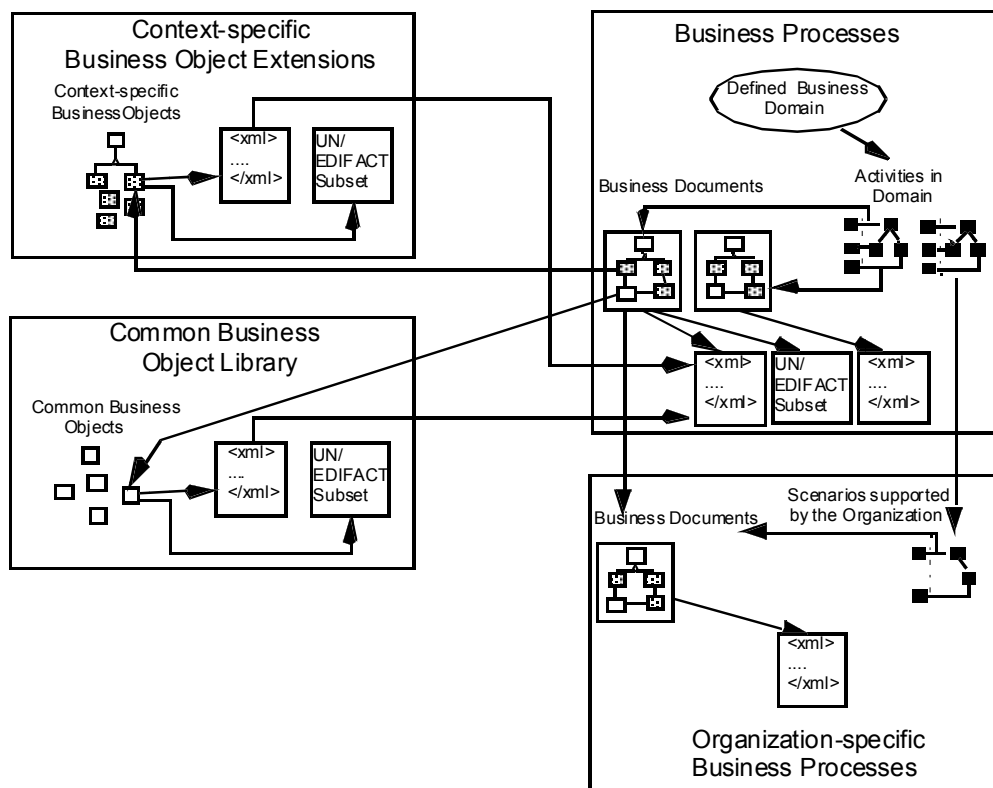 Context-specific
Business Object Extensions
Context-specific
BusinessObjects
<xml>
....
</xml>
UN/
EDIFACT
Subset
Common Business
Object Library
Common Business
Objects
<xml>
....
</xml>
UN/
EDIFACT
Subset
Business Processes
Defined Business
Domain
Activities in
Domain
Business Documents
<xml>
....
</xml>
UN/
EDIFACT
Subset
<xml>
....
</xml>
Scenarios supported
by the Organization
Business Documents
<xml>
....
</xml>
Organization-specific
Business Processes